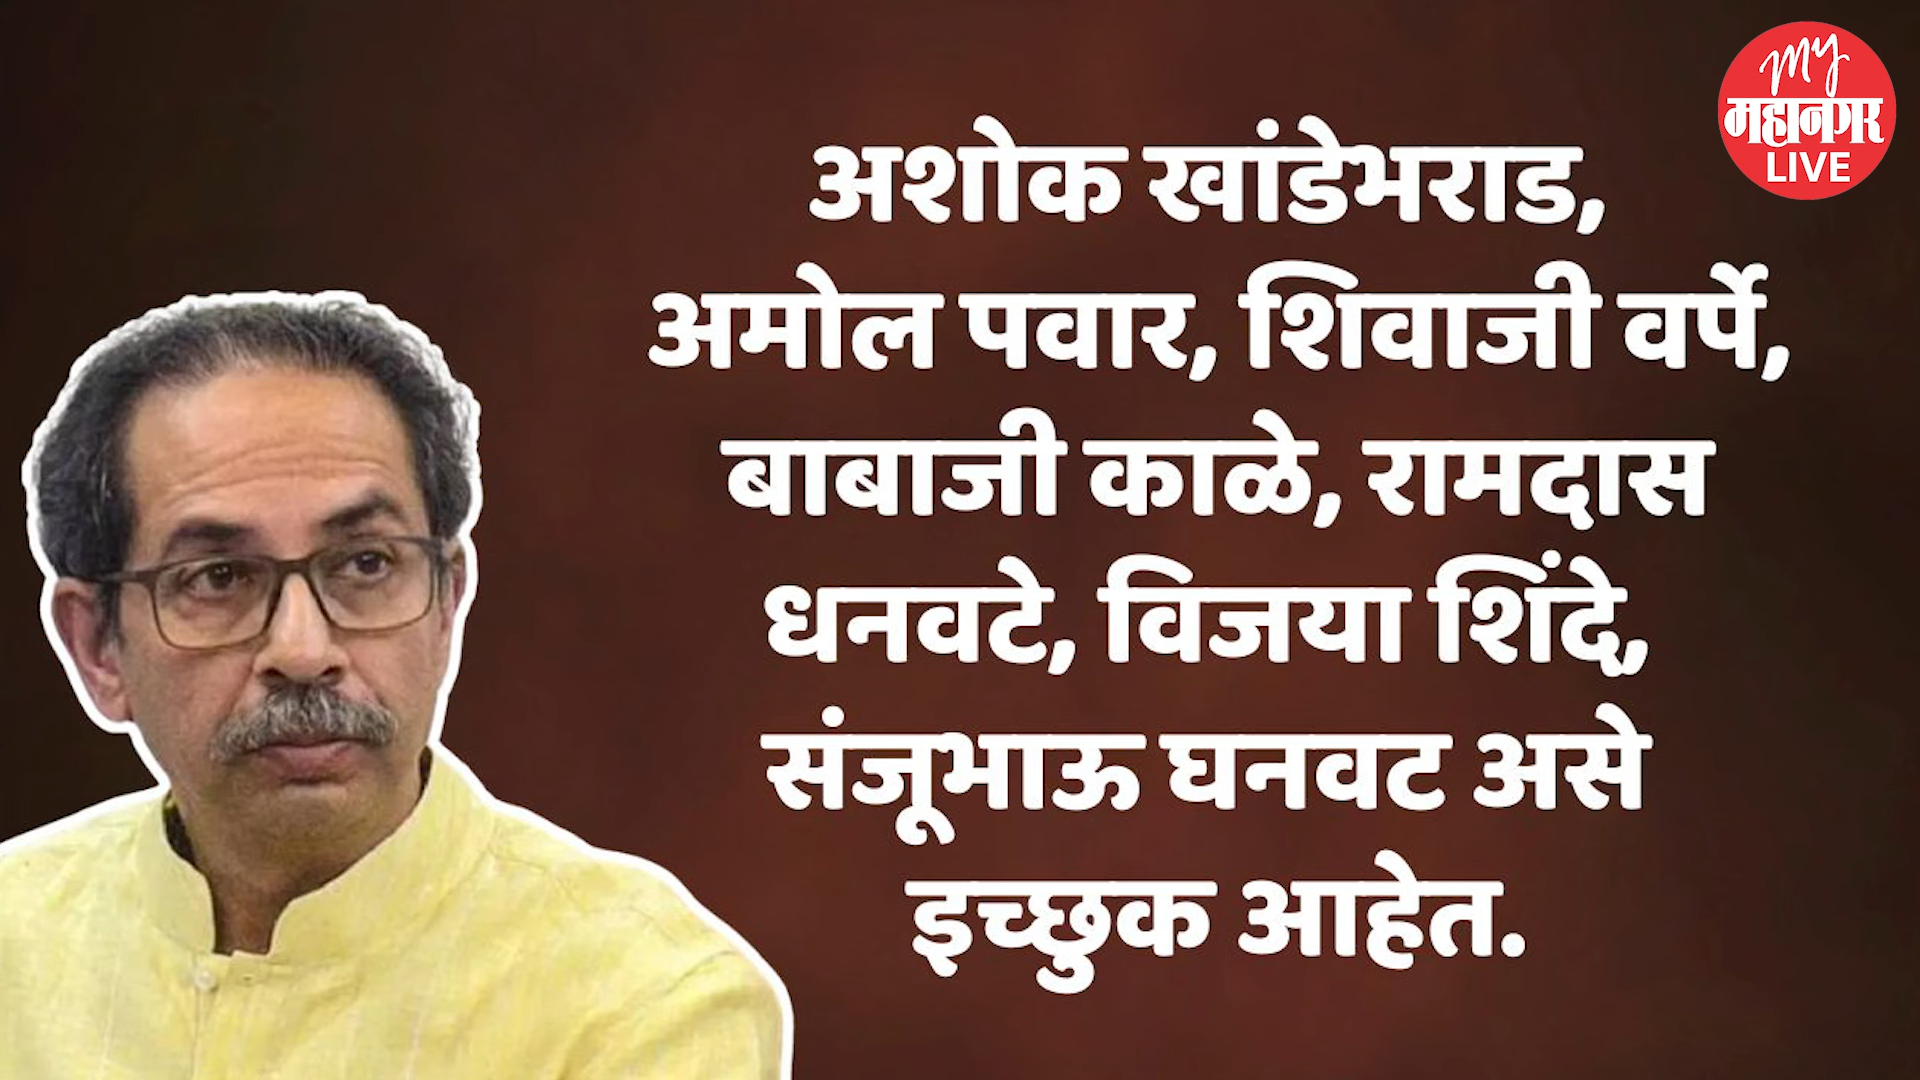 my
महानगर
LIVE
अशोक खांडेभराड,
अमोल पवार, शिवाजी वर्पे,
बाबाजी काळे, रामदास
धनवटे, विजया शिंदे,
संजूभाऊ घनवट असे
इच्छुक आहेत.